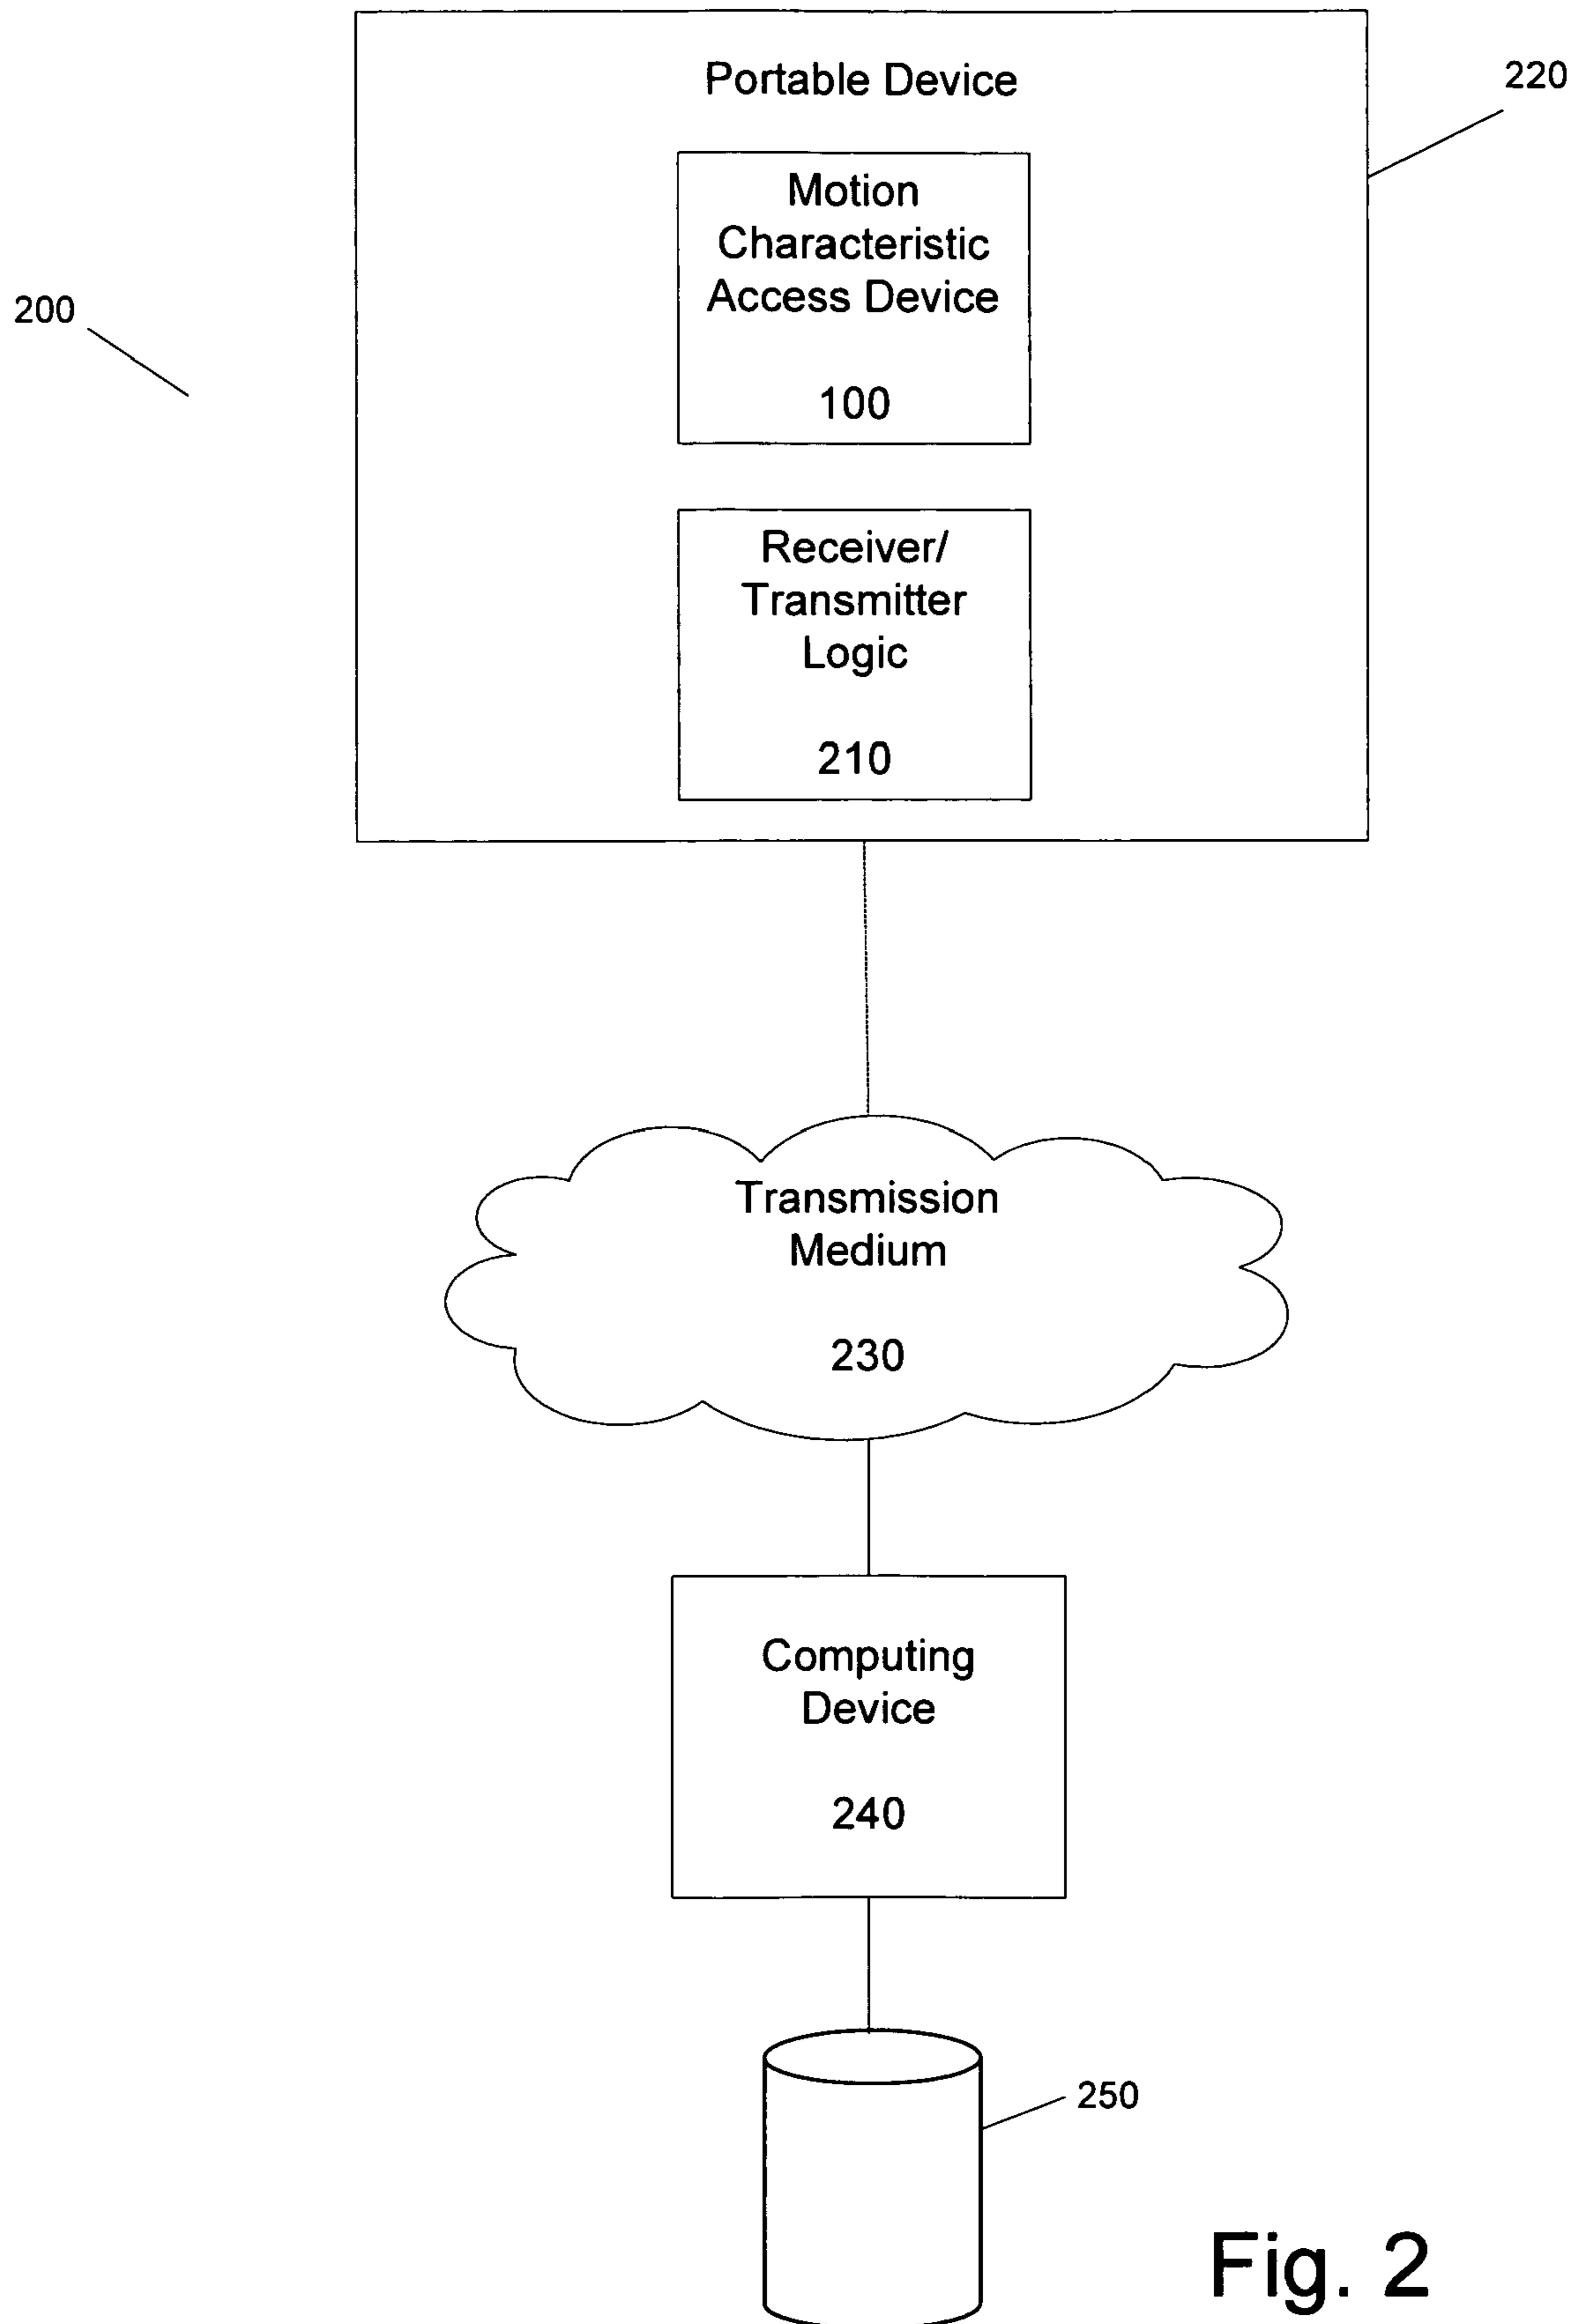 Portable Device
220
Motion
Characteristic
Access Device
100
200
Receiver/
Transmitter
Logic
210
Transmission
Medium
230
Computing
Device
240
250
Fig. 2